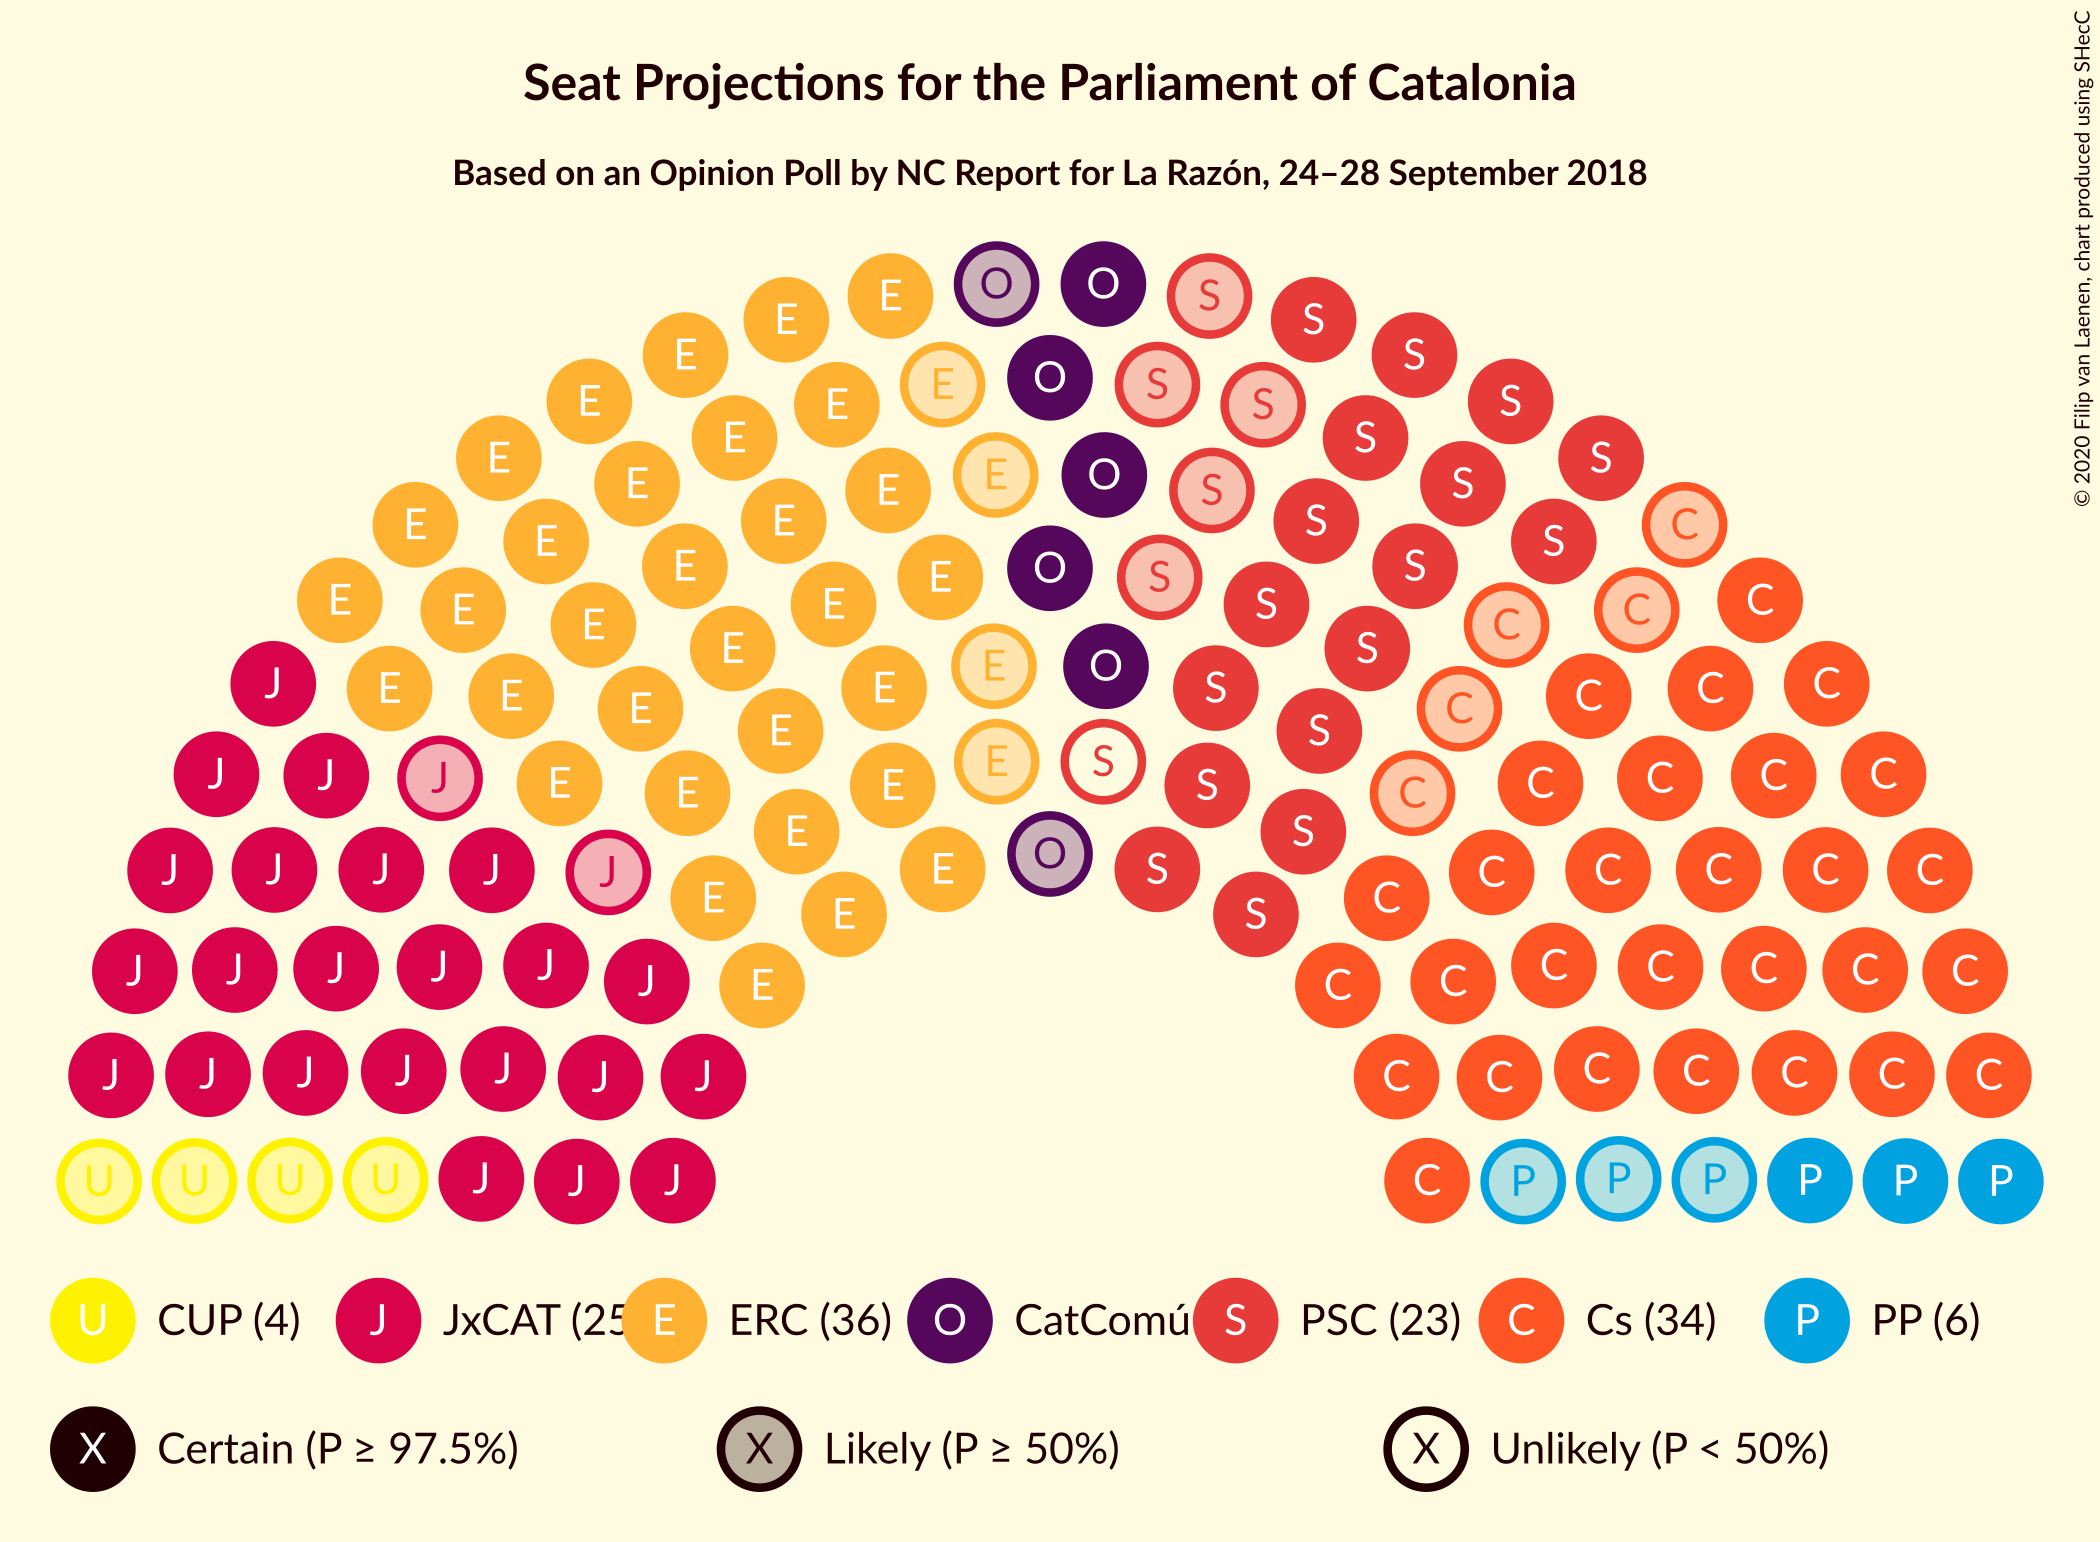 Seat Projections for the Parliament of Catalonia
Based on an Opinion Poll by NC Report for La Razón, 24–28 September 2018
© 2020 Filip van Laenen, chart produced using SHecC
O O
E S
E S
E E O S S
E S
E E S S
E E O S
E E S S
E E S C
E E S S
E E O S
E E S C
E E S C
E E S C
J E E O S C C
E E C C
J J J E E S C C C C
E E S S C
J J J J J E E O S C C C C C
E E S C
J J J J J J E C C C C C C C
J J J J J J J C C C C C C C
U U U U J J J C P P P P P P
U CUP (4) J JxCAT (25 E ERC (36) O CatComú S PSC (23) C Cs (34) P PP (6)
X Certain (P ≥ 97.5%) X Likely (P ≥ 50%) X Unlikely (P < 50%)